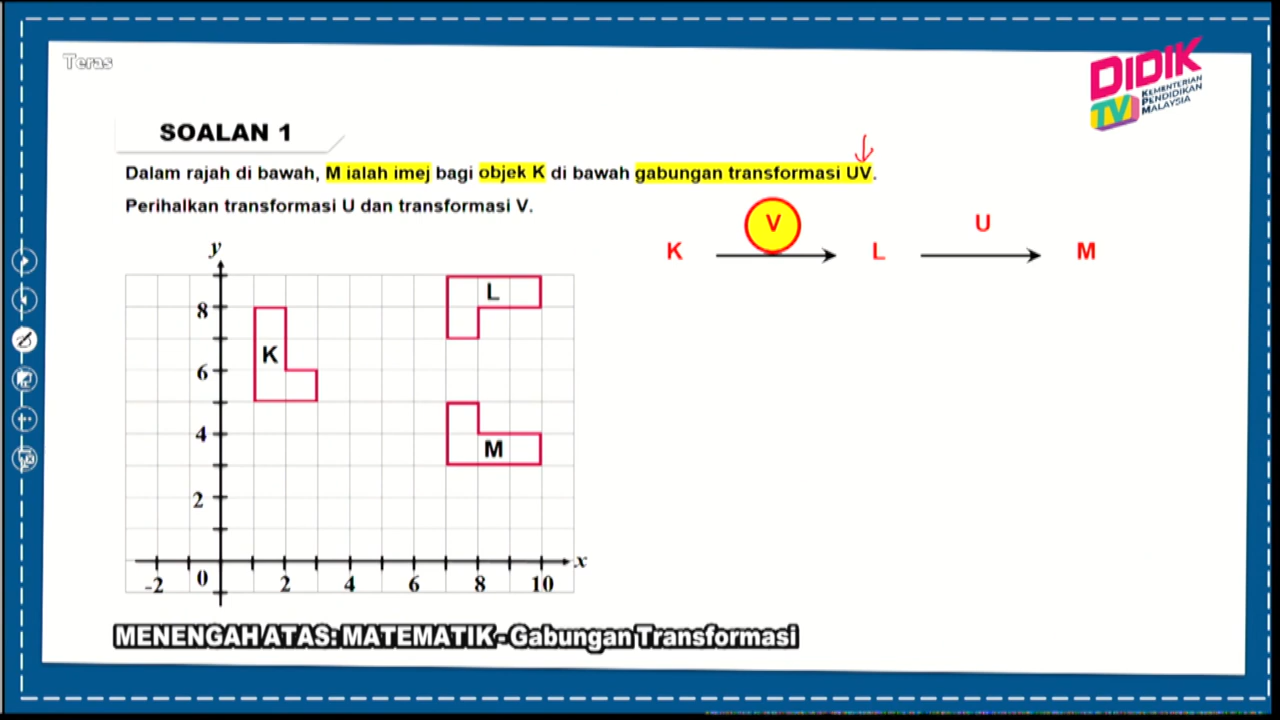 Teras
DIDIK
TV
KEMENTERIAN
PENDIDIKAN
MALAYSIA
SOALAN 1
Dalam rajah di bawah, M ialah imej bagi objek K di bawah gabungan transformasi UV.
Perihalkan transformasi U dan transformasi V.
V
U
K
L
M
y
8
6
4
2
K
L
M
x
-2
0
2
4
6
8
10
MENENGAH ATAS: MATEMATIK - Gabungan Transformasi